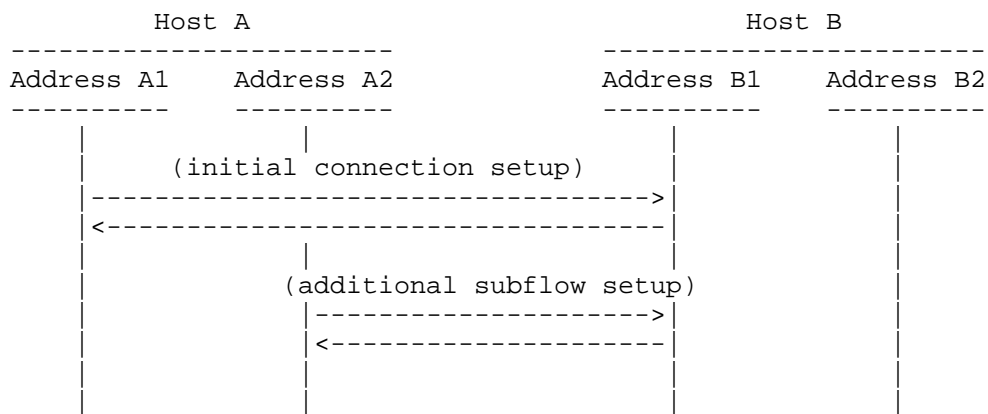 Host A Host B
------------------------ ------------------------
Address A1 Address A2 Address B1 Address B2
---------- ---------- ---------- ----------
| | | |
| (initial connection setup) | |
|----------------------------------->| |
|<-----------------------------------| |
| | | |
| (additional subflow setup) |
| |--------------------->| |
| |<---------------------| |
| | | |
| | | |